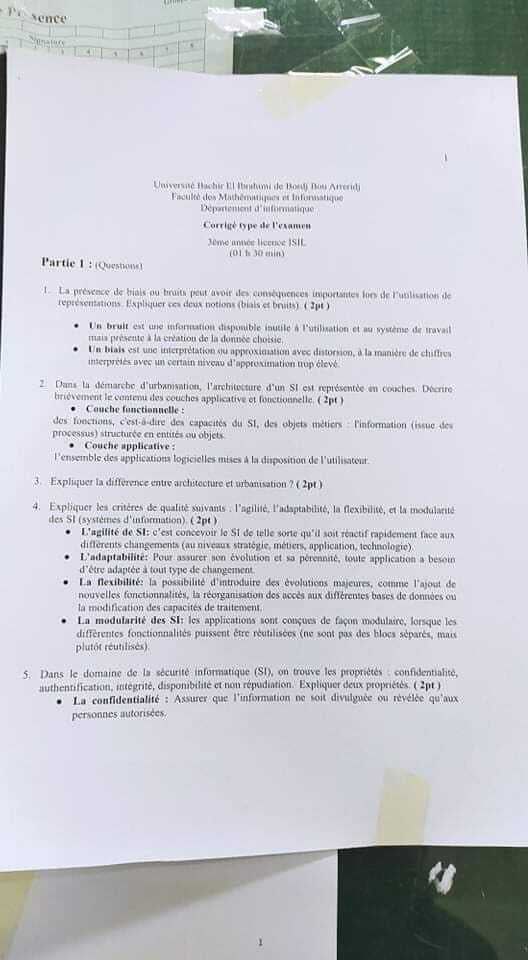 Présence
Signature
3 4 5 6 7 8
1
Université Bachir El Ibrahimi de Bordj Bou Arreridj
Faculté des Mathématiques et Informatique
Département d'informatique
Corrigé type de l'examen
3ème année licence ISIL
(01 h 30 min)
Partie 1 : (Questions)
1. La présence de biais ou bruits peut avoir des conséquences importantes lors de l'utilisation de
représentations. Expliquer ces deux notions (biais et bruits). ( 2pt )
• Un bruit est une information disponible inutile à l'utilisation et au système de travail
mais présente à la création de la donnée choisie.
• Un biais est une interprétation ou approximation avec distorsion, à la manière de chiffres
interprétés avec un certain niveau d'approximation trop élevé.
2. Dans la démarche d'urbanisation, l'architecture d'un SI est représentée en couches. Décrire
brièvement le contenu des couches applicative et fonctionnelle. ( 2pt )
• Couche fonctionnelle :
des fonctions, c'est-à-dire des capacités du SI, des objets métiers : l'information (issue des
processus) structurée en entités ou objets.
• Couche applicative :
l'ensemble des applications logicielles mises à la disposition de l'utilisateur.
3. Expliquer la différence entre architecture et urbanisation ? ( 2pt )
4. Expliquer les critères de qualité suivants : l'agilité, l'adaptabilité, la flexibilité, et la modularité
des SI (systèmes d'information). ( 2pt )
• L'agilité de SI: c'est concevoir le SI de telle sorte qu'il soit réactif rapidement face aux
différents changements (au niveaux stratégie, métiers, application, technologie).
• L'adaptabilité: Pour assurer son évolution et sa pérennité, toute application a besoin
d'être adaptée à tout type de changement.
• La flexibilité: la possibilité d'introduire des évolutions majeures, comme l'ajout de
nouvelles fonctionnalités, la réorganisation des accès aux différentes bases de données ou
la modification des capacités de traitement.
• La modularité des SI: les applications sont conçues de façon modulaire, lorsque les
différentes fonctionnalités puissent être réutilisées (ne sont pas des blocs séparés, mais
plutôt réutilisés).
5. Dans le domaine de la sécurité informatique (SI), on trouve les propriétés : confidentialité,
authentification, intégrité, disponibilité et non répudiation. Expliquer deux propriétés. ( 2pt )
• La confidentialité : Assurer que l'information ne soit divulguée ou révélée qu'aux
personnes autorisées.
1